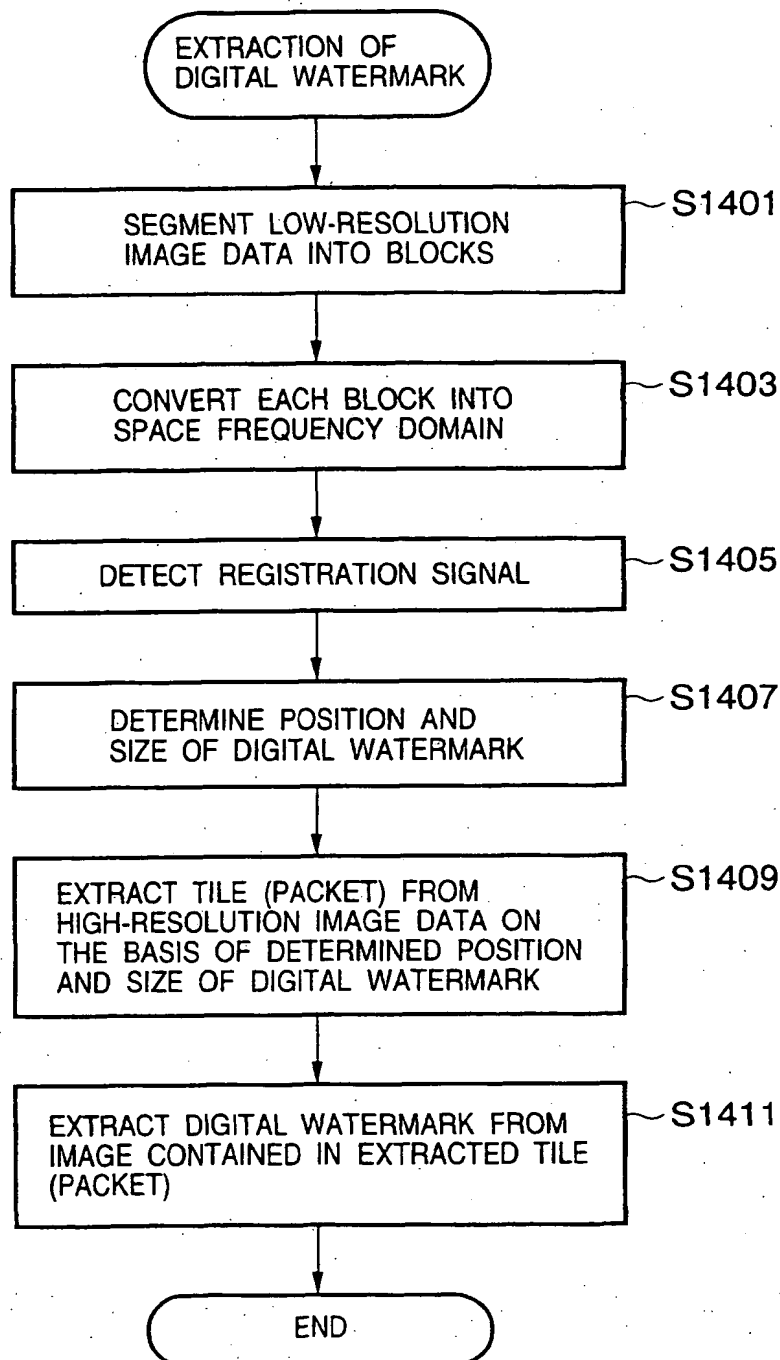 EXTRACTION OF
DIGITAL WATERMARK
SEGMENT LOW-RESOLUTION
IMAGE DATA INTO BLOCKS
S1401
CONVERT EACH BLOCK INTO
SPACE FREQUENCY DOMAIN
S1403
DETECT REGISTRATION SIGNAL
S1405
DETERMINE POSITION AND
SIZE OF DIGITAL WATERMARK
S1407
EXTRACT TILE (PACKET) FROM
HIGH-RESOLUTION IMAGE DATA ON
THE BASIS OF DETERMINED POSITION
AND SIZE OF DIGITAL WATERMARK
S1409
EXTRACT DIGITAL WATERMARK FROM
IMAGE CONTAINED IN EXTRACTED TILE
(PACKET)
S1411
END